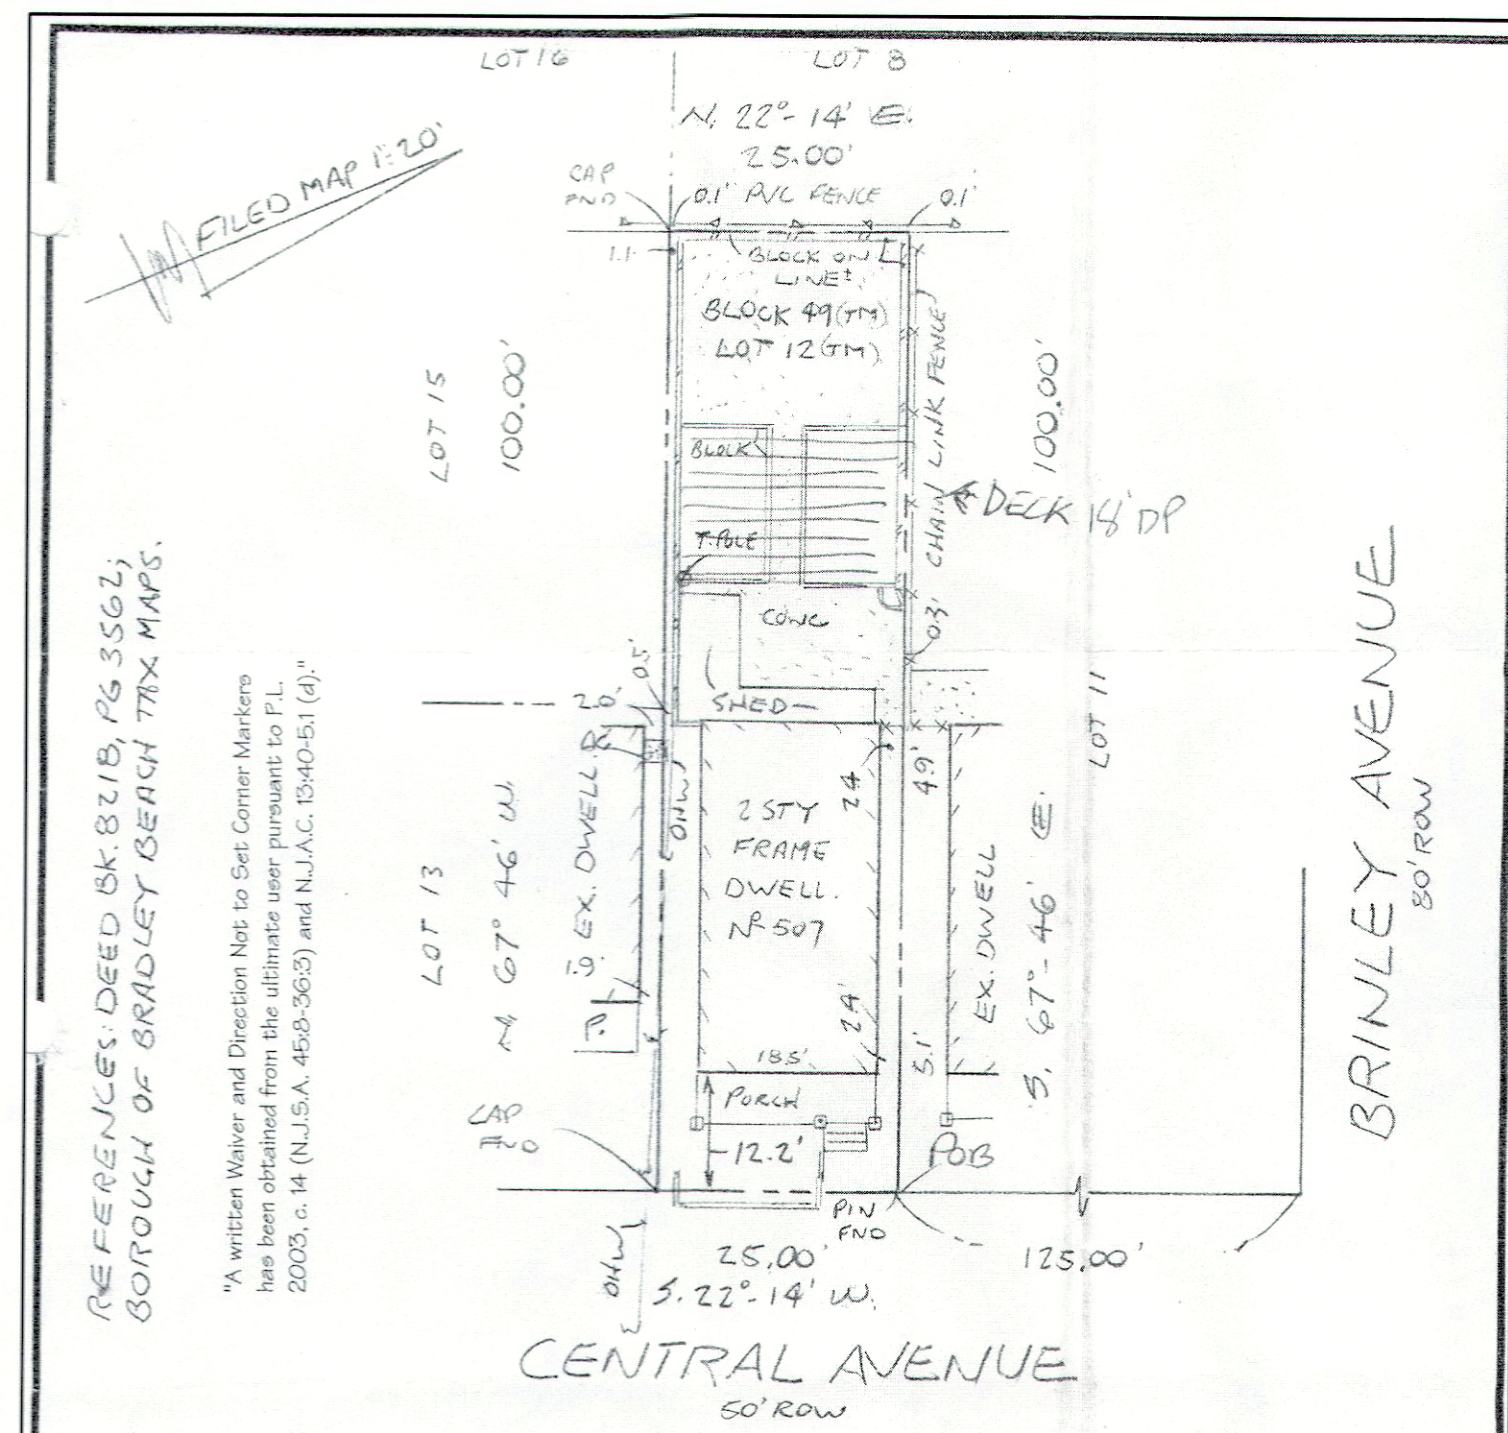 LOT 16
LOT 8
N. 22°-14' E.
25.00'
FILED MAP 1"=20'
CAP
FND
0.1' PVC FENCE
0.1'
1.1
BLOCK ON
LINE±
BLOCK 49(TM)
LOT 12(TM)
CHAIN LINK FENCE
LOT 15
100.00'
100.00'
BLOCK
DECK 18' DP
T.POLE
CONC
0.3'
0.5'
2.0'
SHED
LOT 11
BRINLEY AVENUE
80' ROW
REFERENCES: DEED BK. 8218, PG 3562;
BOROUGH OF BRADLEY BEACH TAX MAPS.
"A written Waiver and Direction Not to Set Corner Markers
has been obtained from the ultimate user pursuant to P.L.
2003, c. 14 (N.J.S.A. 45:8-36:3) and N.J.A.C. 13:40-5.1 (d)."
LOT 13
N. 67° 46' W.
EX. DWELL.
1.9'
P.
OHW
2 STY
FRAME
DWELL.
Nº 507
2.4
4.9'
2.4'
5.1'
EX. DWELL
S. 67°-46' E.
18.5'
PORCH
12.2'
CAP
FND
POB
PIN
FND
OHW
25.00'
125.00'
S. 22°-14' W.
CENTRAL AVENUE
50' ROW